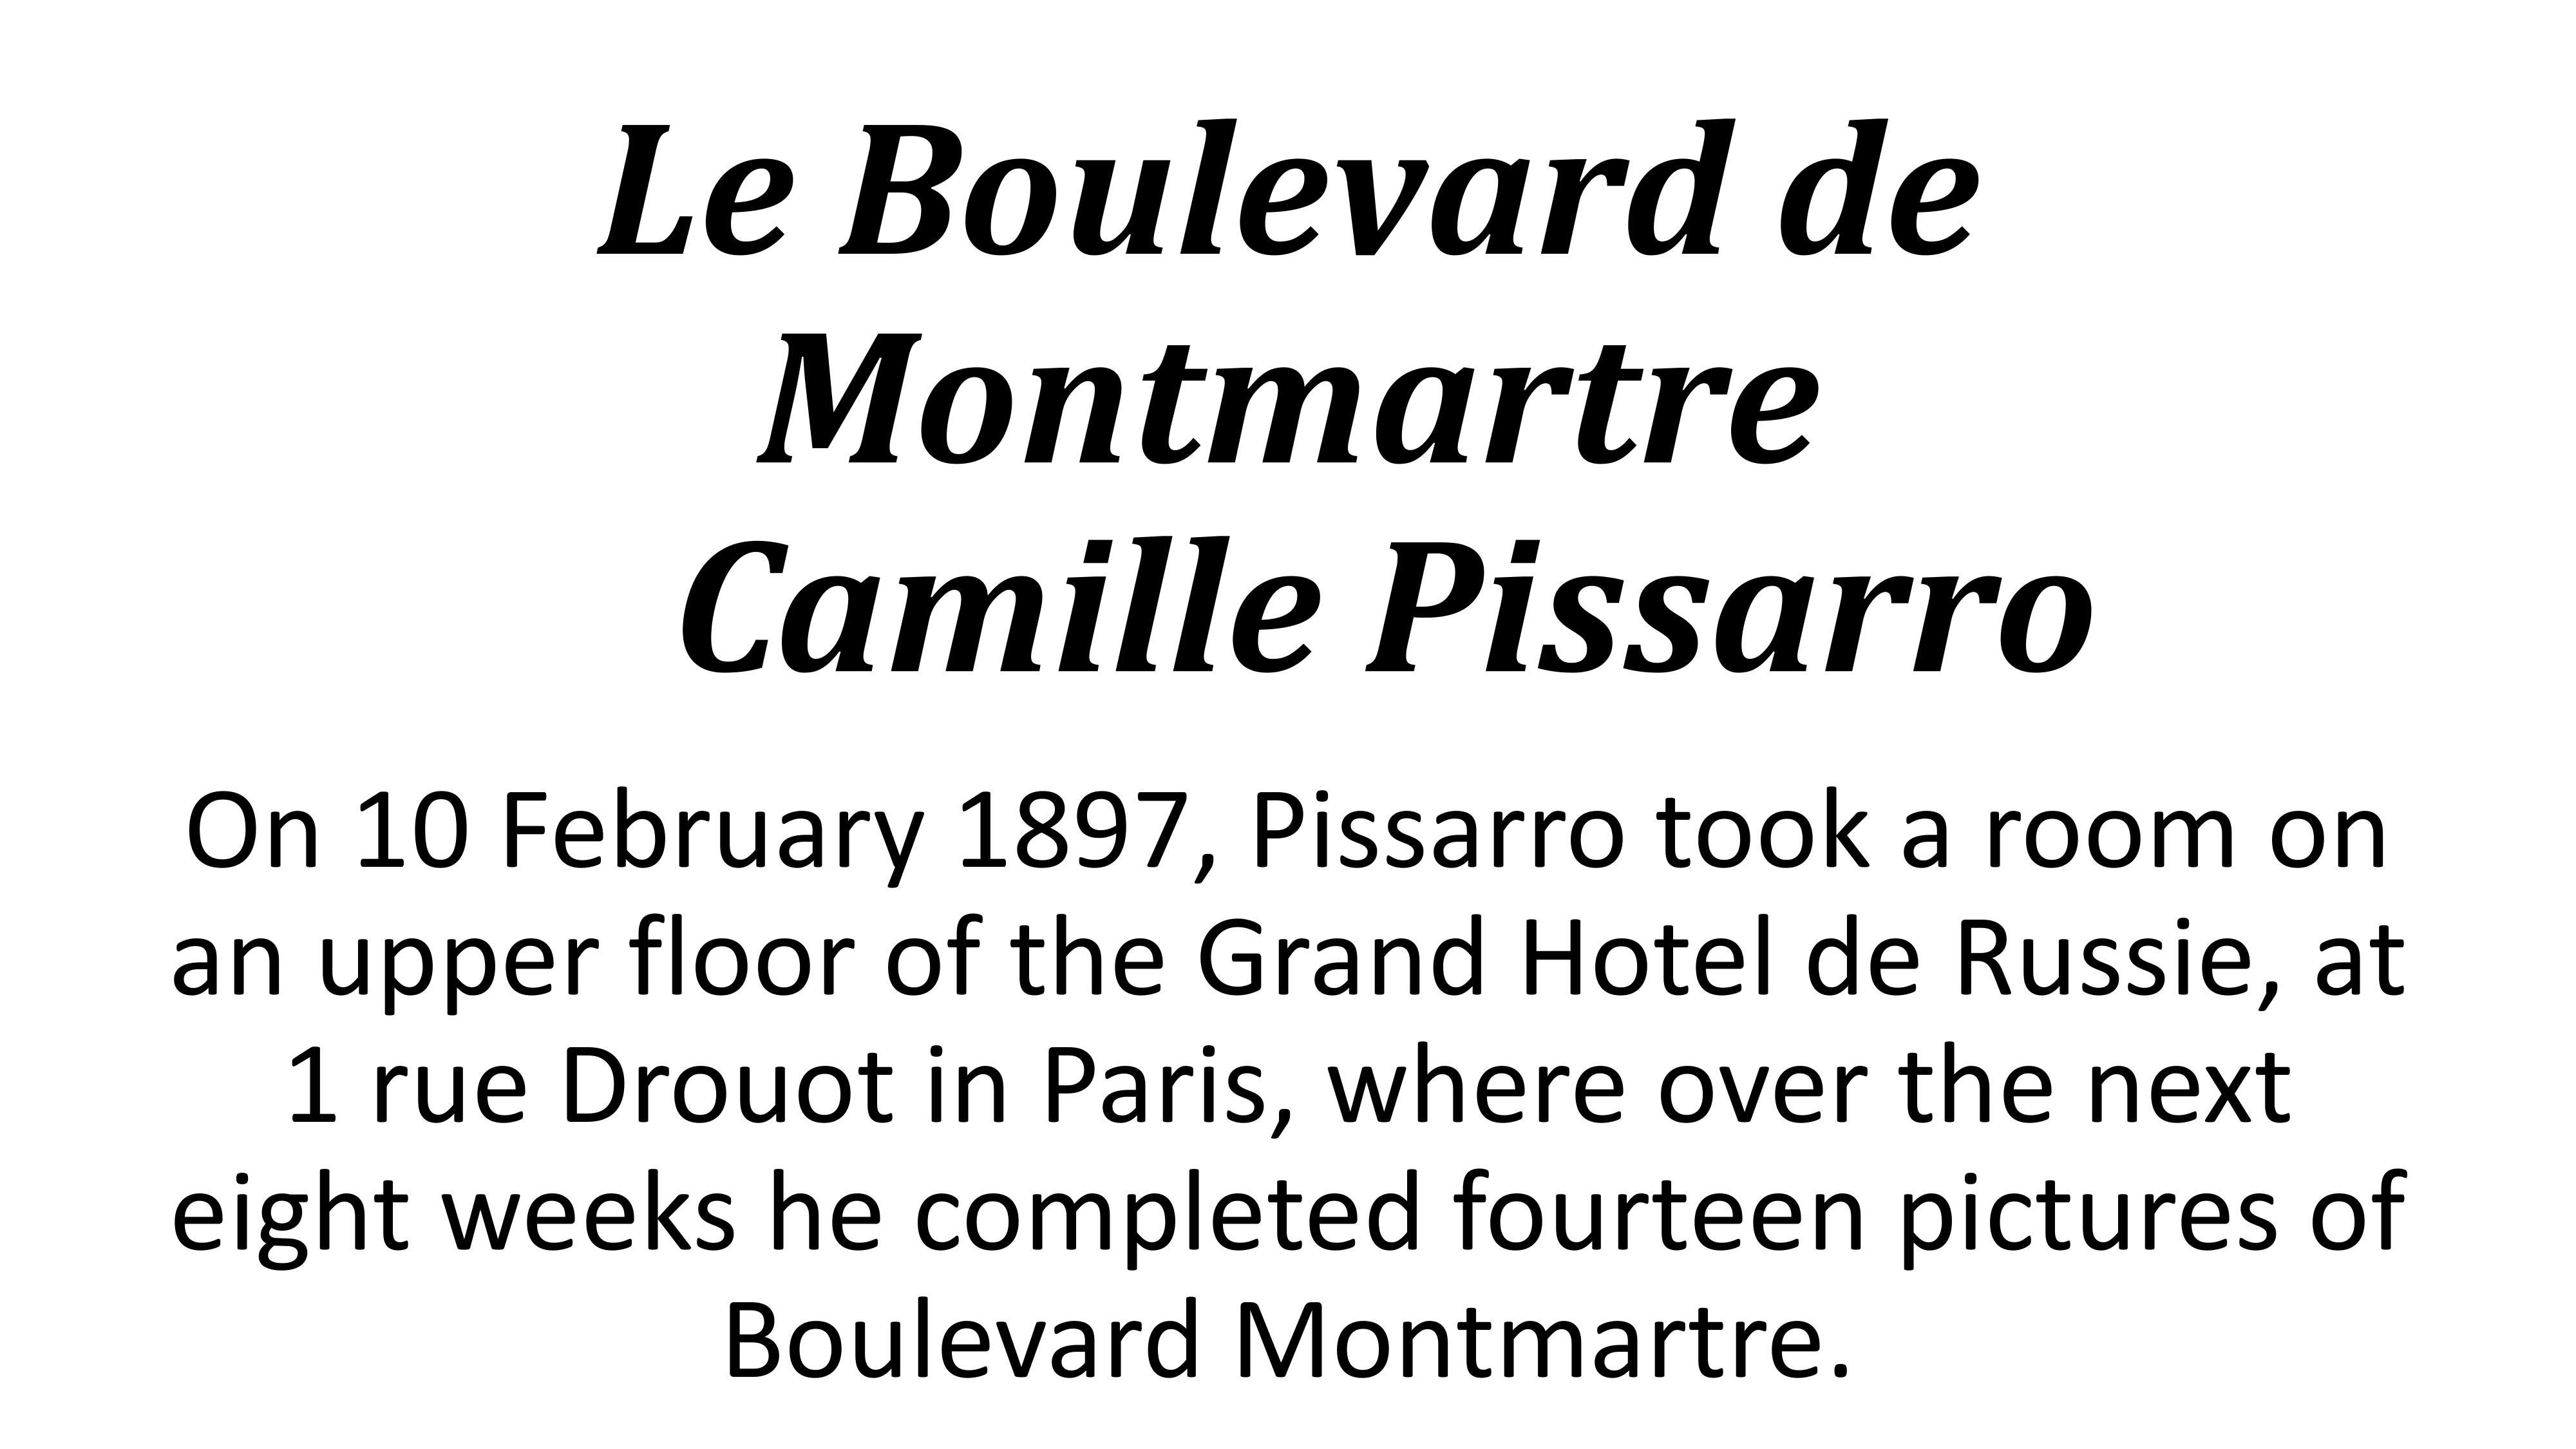 Le Boulevard de
Montmartre
Camille Pissarro
On 10 February 1897, Pissarro took a room on
an upper floor of the Grand Hotel de Russie, at
1 rue Drouot in Paris, where over the next
eight weeks he completed fourteen pictures of
Boulevard Montmartre.